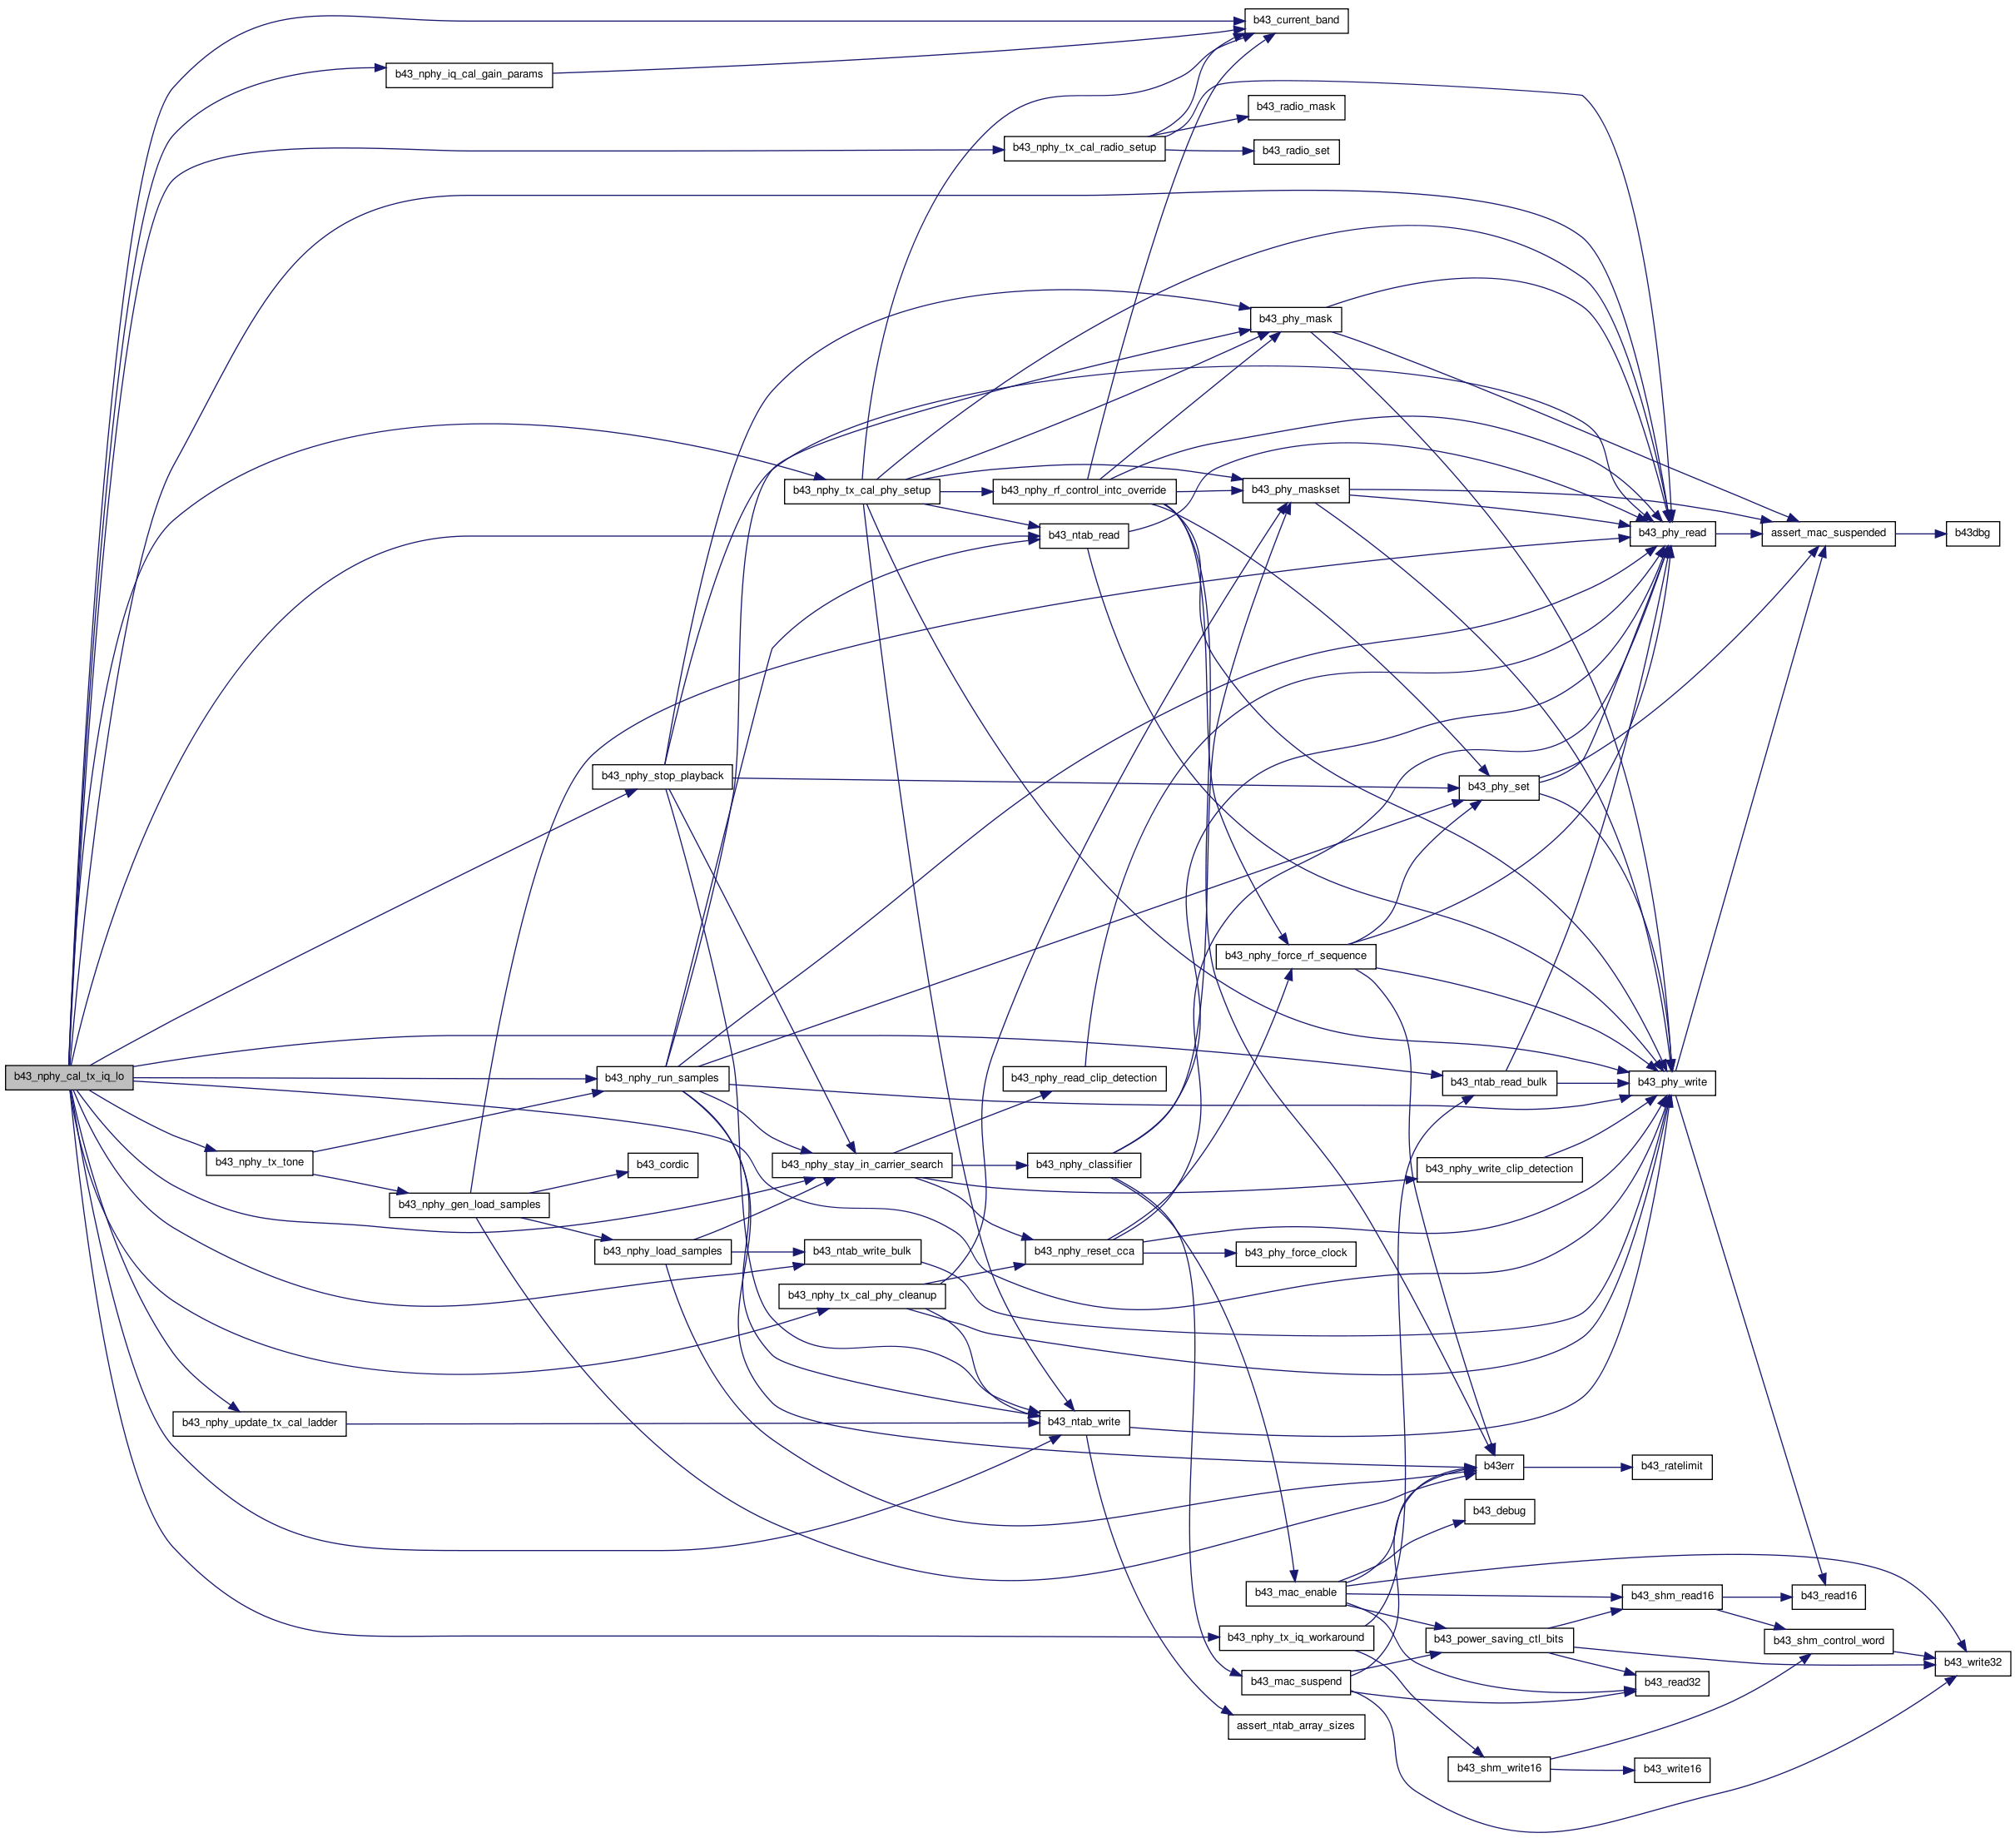 b43_current_band
b43_nphy_iq_cal_gain_params
b43_radio_mask
b43_nphy_tx_cal_radio_setup
b43_radio_set
b43_phy_mask
b43_nphy_tx_cal_phy_setup
b43_nphy_rf_control_intc_override
b43_phy_maskset
b43_ntab_read
b43_phy_read
assert_mac_suspended
b43dbg
b43_nphy_stop_playback
b43_phy_set
b43_nphy_force_rf_sequence
b43_nphy_cal_tx_iq_lo
b43_nphy_run_samples
b43_nphy_read_clip_detection
b43_ntab_read_bulk
b43_phy_write
b43_nphy_tx_tone
b43_cordic
b43_nphy_stay_in_carrier_search
b43_nphy_classifier
b43_nphy_write_clip_detection
b43_nphy_gen_load_samples
b43_nphy_load_samples
b43_ntab_write_bulk
b43_nphy_reset_cca
b43_phy_force_clock
b43_nphy_tx_cal_phy_cleanup
b43_nphy_update_tx_cal_ladder
b43_ntab_write
b43err
b43_ratelimit
b43_debug
b43_mac_enable
b43_shm_read16
b43_read16
b43_nphy_tx_iq_workaround
b43_power_saving_ctl_bits
b43_shm_control_word
b43_write32
b43_mac_suspend
b43_read32
assert_ntab_array_sizes
b43_shm_write16
b43_write16